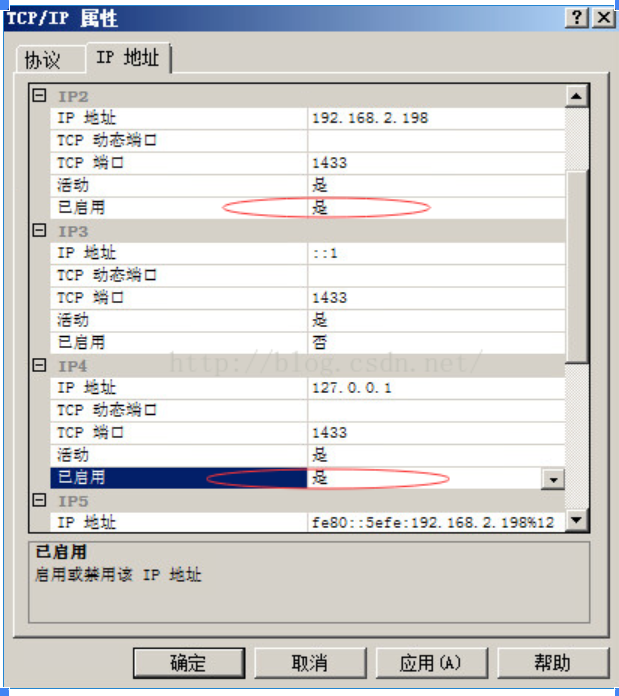 TCP/IP 属性
协议 IP 地址
IP2
IP 地址 192.168.2.198
TCP 动态端口
TCP 端口 1433
活动 是
已启用 是
IP3
IP 地址 ::1
TCP 动态端口
TCP 端口 1433
活动 是
已启用 否
http://blog.csdn.net/
IP4
IP 地址 127.0.0.1
TCP 动态端口
TCP 端口 1433
活动 是
已启用 是
IP5
IP 地址 fe80::5efe:192.168.2.198%12
已启用
启用或禁用该 IP 地址
确定 取消 应用(A) 帮助